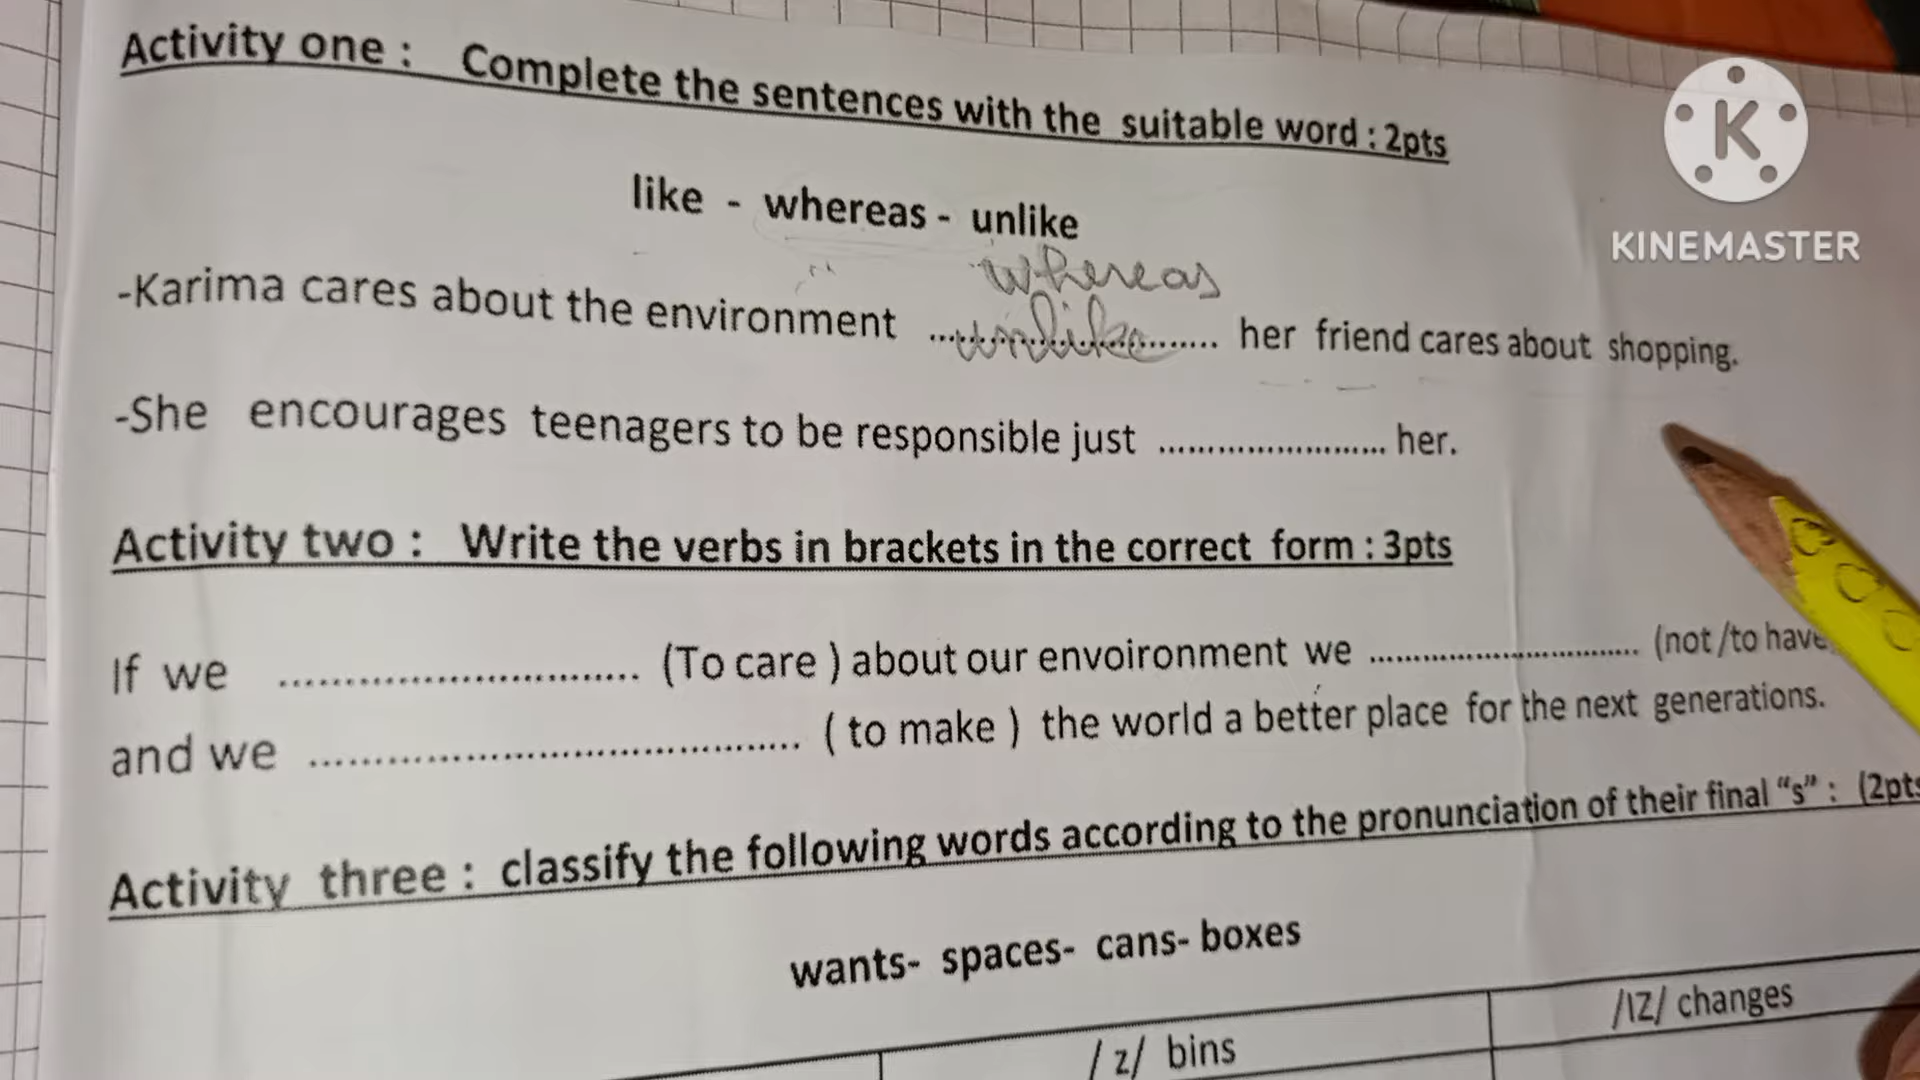 Activity one : Complete the sentences with the suitable word : 2pts
K
KINEMASTER
like - whereas - unlike
whereas
-Karima cares about the environment ........unlike........ her friend cares about shopping.
-She encourages teenagers to be responsible just ........................ her.
Activity two : Write the verbs in brackets in the correct form : 3pts
If we .................................. (To care ) about our envoironment we ............................. (not /to have
and we ............................................... ( to make ) the world a better place for the next generations.
Activity three : classify the following words according to the pronunciation of their final “s” : (2pts
wants- spaces- cans- boxes
/ z/ bins
/IZ/ changes